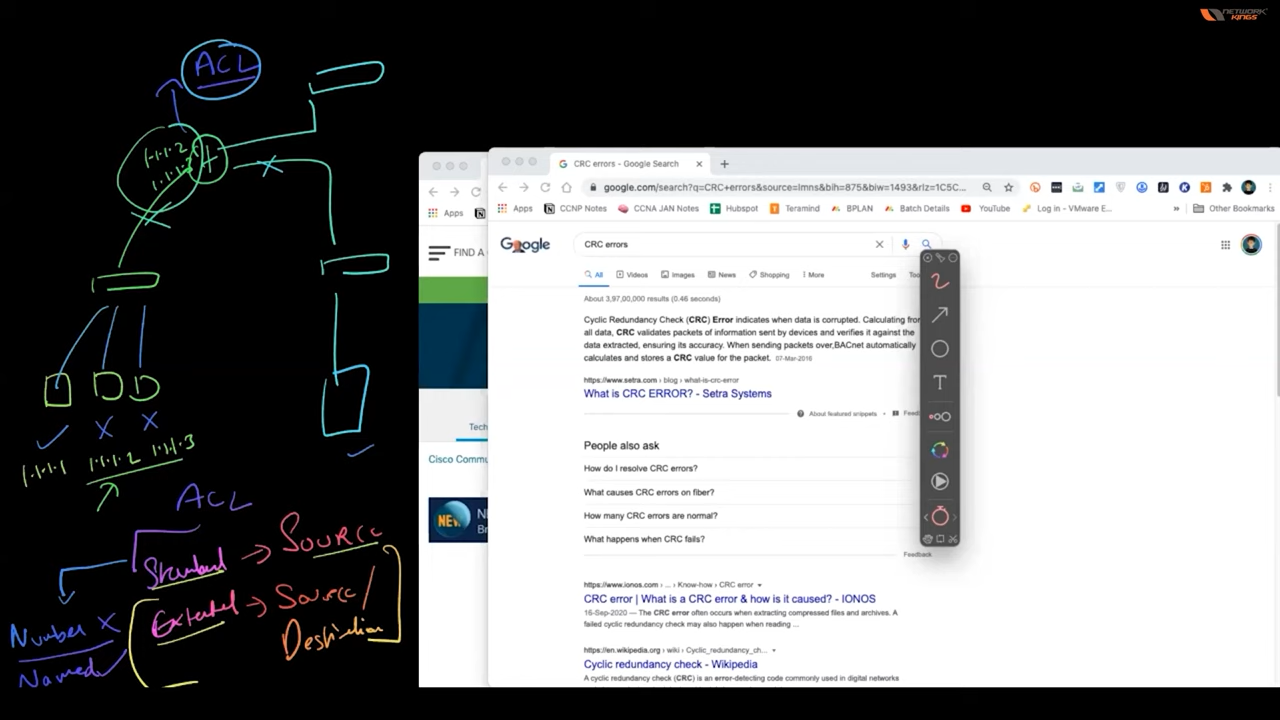 NETWORK
KINGS
ACL
1.1.1.2
1.1.1.3
1.1.1.1 1.1.1.2 1.1.1.3
ACL
Standard → Source
Extended → Source/
Destination
Number X
Named
Apps
FIND A
Tech
Cisco Commu
NEW
N
Br
CRC errors - Google Search
google.com/search?q=CRC+errors&source=lmns&bih=875&biw=1493&rlz=1C5C...
Apps CCNP Notes CCNA JAN Notes Hubspot Teramind BPLAN Batch Details YouTube Log in - VMware E... » Other Bookmarks
Google CRC errors
All Videos Images News Shopping More Settings Too
About 3,97,00,000 results (0.46 seconds)
Cyclic Redundancy Check (CRC) Error indicates when data is corrupted. Calculating from
all data, CRC validates packets of information sent by devices and verifies it against the
data extracted, ensuring its accuracy. When sending packets over,BACnet automatically
calculates and stores a CRC value for the packet. 07-Mar-2016
https://www.setra.com › blog › what-is-crc-error
What is CRC ERROR? - Setra Systems
About featured snippets • Feed
People also ask
How do I resolve CRC errors?
What causes CRC errors on fiber?
How many CRC errors are normal?
What happens when CRC fails?
Feedback
https://www.ionos.com › ... › Know-how › CRC error
CRC error | What is a CRC error & how is it caused? - IONOS
16-Sep-2020 — The CRC error often occurs when extracting compressed files and archives. A
failed cyclic redundancy check may also happen when reading ...
https://en.wikipedia.org › wiki › Cyclic_redundancy_ch...
Cyclic redundancy check - Wikipedia
A cyclic redundancy check (CRC) is an error-detecting code commonly used in digital networks
T